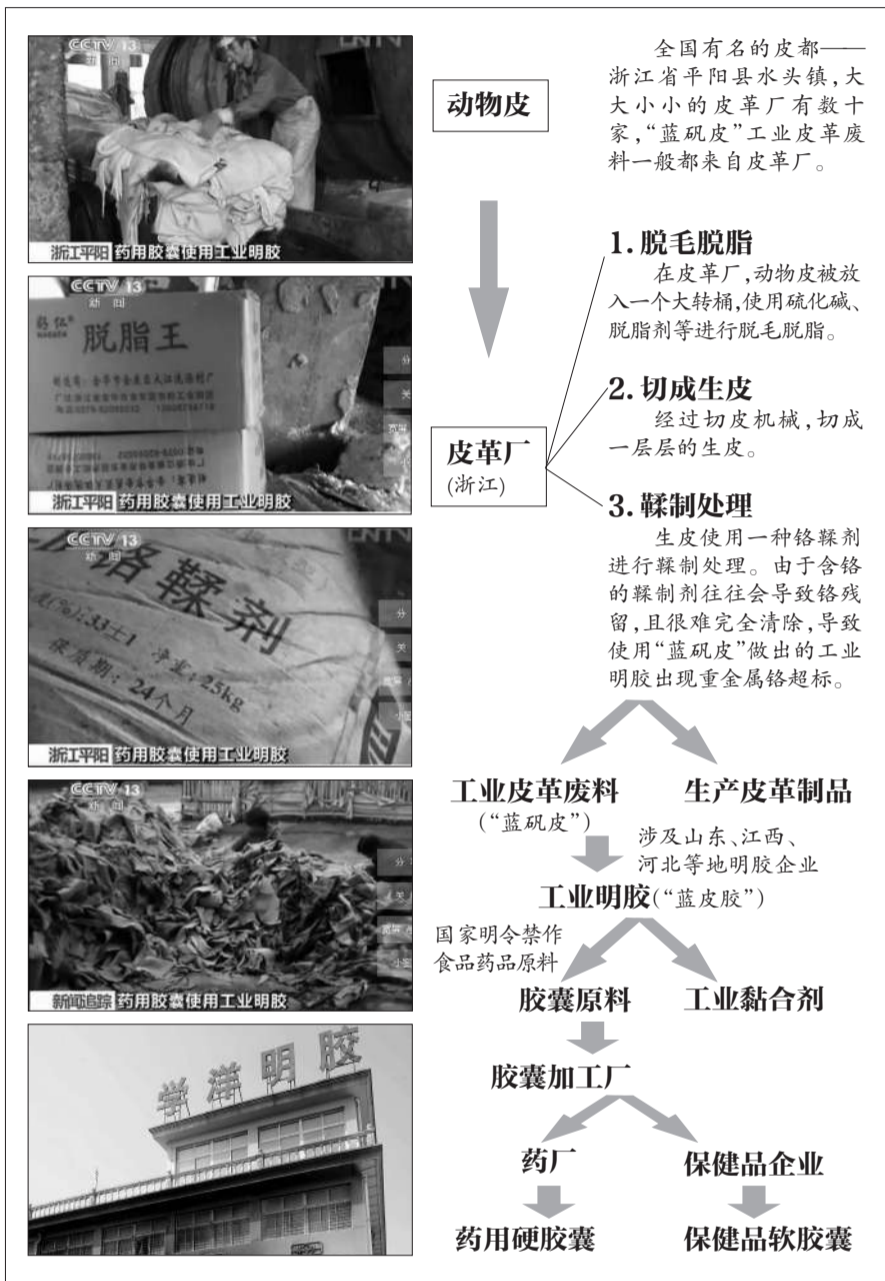 CCTV 13
新闻
浙江平阳 药用胶囊使用工业明胶
CCTV 13
新闻
脱脂王
浙江平阳 药用胶囊使用工业明胶
CCTV 13
新闻
铬鞣剂
度(%):33±1 净重:25kg
保质期:24个月
浙江平阳 药用胶囊使用工业明胶
CCTV 13
新闻
新闻追踪 药用胶囊使用工业明胶
学洋明胶
动物皮
全国有名的皮都——
浙江省平阳县水头镇,大
大小小的皮革厂有数十
家,“蓝矾皮”工业皮革废
料一般都来自皮革厂。
皮革厂
(浙江)
1. 脱毛脱脂
在皮革厂,动物皮被放
入一个大转桶,使用硫化碱、
脱脂剂等进行脱毛脱脂。
2. 切成生皮
经过切皮机械,切成
一层层的生皮。
3. 鞣制处理
生皮使用一种铬鞣剂
进行鞣制处理。由于含铬
的鞣制剂往往会导致铬残
留,且很难完全清除,导致
使用“蓝矾皮”做出的工业
明胶出现重金属铬超标。
工业皮革废料
(“蓝矾皮”)
生产皮革制品
涉及山东、江西、
河北等地明胶企业
工业明胶(“蓝皮胶”)
国家明令禁作
食品药品原料
胶囊原料
工业黏合剂
胶囊加工厂
药厂
保健品企业
药用硬胶囊
保健品软胶囊